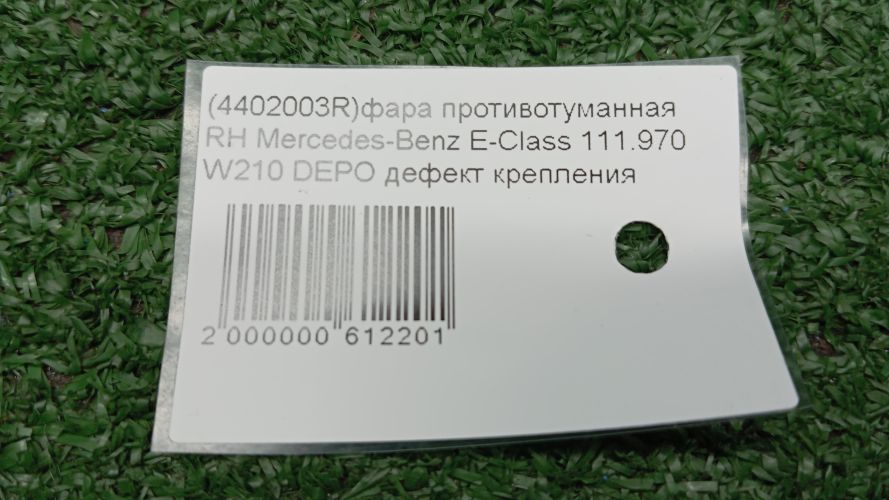 (4402003R)фара противотуманная
RH Mercedes-Benz E-Class 111.970
W210 DEPO дефект крепления
2 000000 612201